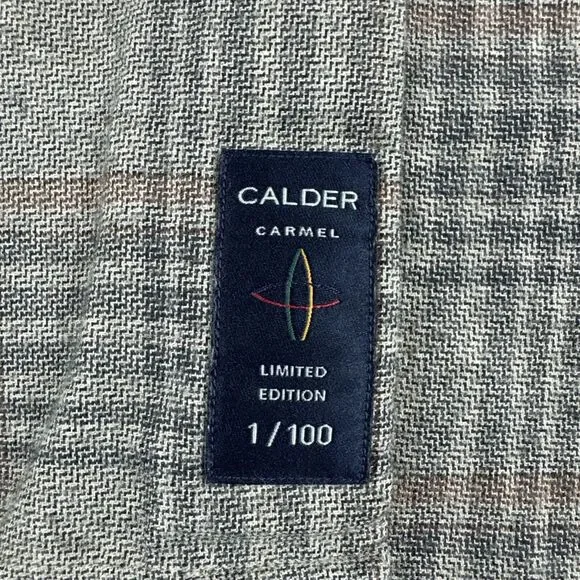 CALDER
CARMEL
LIMITED
EDITION
1/100